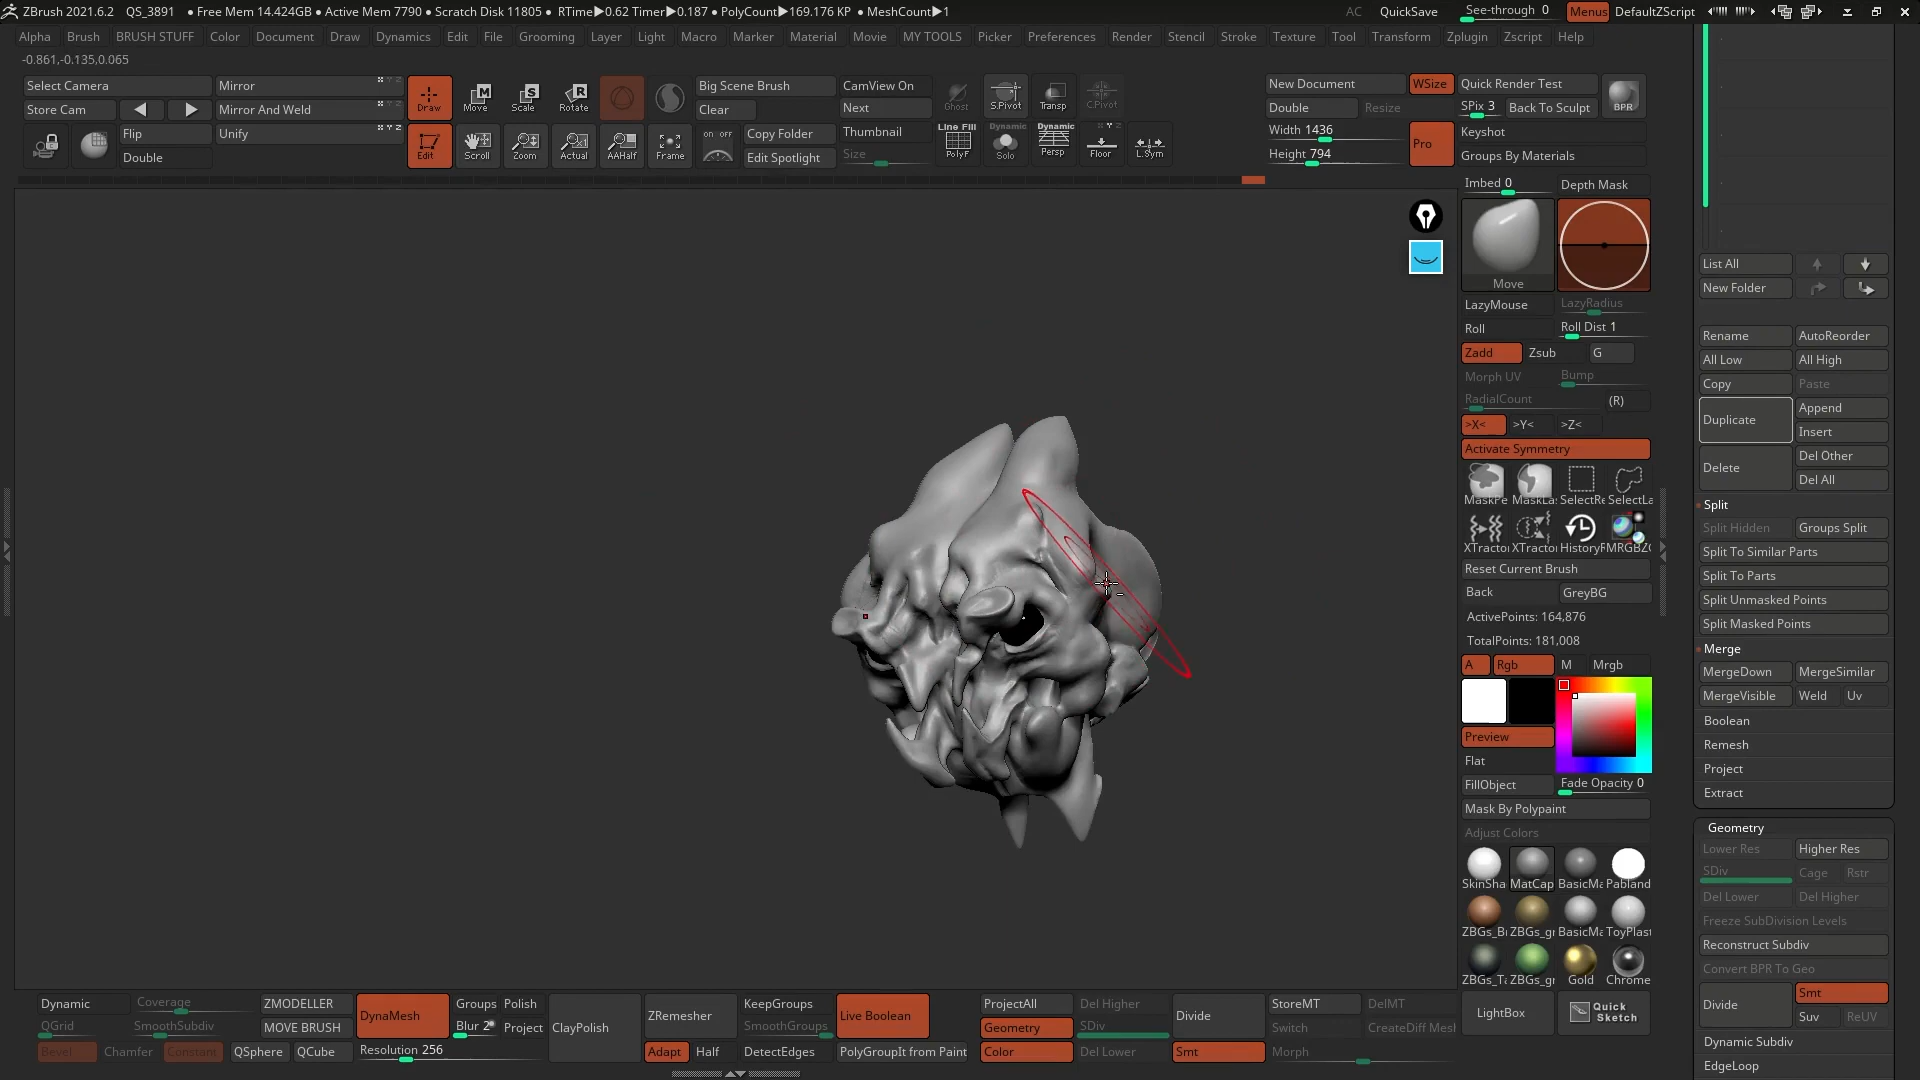 ZBrush 2021.6.2 QS_3891 ● Free Mem 14.424GB ● Active Mem 7790 ● Scratch Disk 11805 ● RTime▶0.62 Timer▶0.187 ● PolyCount▶169.176 KP ● MeshCount▶1
AC QuickSave See-through 0 Menus DefaultZScript
Alpha Brush BRUSH STUFF Color Document Draw Dynamics Edit File Grooming Layer Light Macro Marker Material Movie MY TOOLS Picker Preferences Render Stencil Stroke Texture Tool Transform Zplugin Zscript Help
-0.861,-0.135,0.065
Select Camera Mirror
Store Cam Mirror And Weld
Flip Unify
Double
Draw Move Scale Rotate
Edit Scroll Zoom Actual AAHalf Frame
Big Scene Brush CamView On
Clear Next
on off Copy Folder Thumbnail
Edit Spotlight Size
Ghost S.Pivot Transp C.Pivot
Line Fill Dynamic Dynamic
PolyF Solo Persp Floor L.Sym
New Document WSize Quick Render Test
Double Resize SPix 3 Back To Sculpt BPR
Width 1436 Pro Keyshot
Height 794 Groups By Materials
Imbed 0 Depth Mask
Move
LazyMouse LazyRadius
Roll Roll Dist 1
Zadd Zsub G
Morph UV Bump
RadialCount (R)
>X< >Y< >Z<
Activate Symmetry
MaskPe MaskLa SelectRe SelectLa
XTracto XTracto History FMRGBZ
Reset Current Brush
Back GreyBG
ActivePoints: 164,876
TotalPoints: 181,008
A Rgb M Mrgb
Preview
Flat
FillObject Fade Opacity 0
Mask By Polypaint
Adjust Colors
SkinSha MatCap BasicMa Pabland
ZBGs_Br ZBGs_gr BasicMa ToyPlast
ZBGs_Ta ZBGs_gr Gold Chrome
LightBox Quick Sketch
List All
New Folder
Rename AutoReorder
All Low All High
Copy Paste
Duplicate Append
Insert
Delete Del Other
Del All
Split
Split Hidden Groups Split
Split To Similar Parts
Split To Parts
Split Unmasked Points
Split Masked Points
Merge
MergeDown MergeSimilar
MergeVisible Weld Uv
Boolean
Remesh
Project
Extract
Geometry
Lower Res Higher Res
SDiv Cage Rstr
Del Lower Del Higher
Freeze SubDivision Levels
Reconstruct Subdiv
Convert BPR To Geo
Divide Smt
Suv ReUV
Dynamic Subdiv
EdgeLoop
Dynamic Coverage ZMODELLER DynaMesh Groups Polish ClayPolish ZRemesher KeepGroups Live Boolean ProjectAll Del Higher Divide StoreMT DelMT
QGrid SmoothSubdiv MOVE BRUSH Blur 2 Project SmoothGroups Geometry SDiv Switch CreateDiff Mesh
Bevel Chamfer Constant QSphere QCube Resolution 256 Adapt Half DetectEdges PolyGroupIt from Paint Color Del Lower Smt Morph